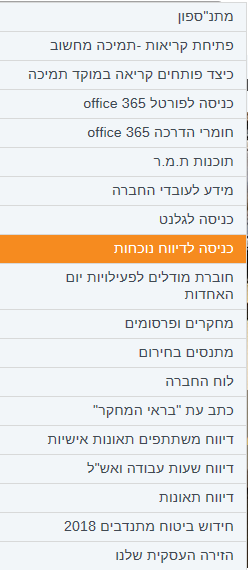 מתנ"ספון
פתיחת קריאות -תמיכה מחשוב
כיצד פותחים קריאה במוקד תמיכה
כניסה לפורטל office 365
חומרי הדרכה office 365
תוכנות ת.מ.ר
מידע לעובדי החברה
כניסה לגלנט
כניסה לדיווח נוכחות
חוברת מודלים לפעילויות יום
האחדות
מחקרים ופרסומים
מתנסים בחירום
לוח החברה
כתב עת "בראי המחקר"
דיווח משתתפים תאונות אישיות
דיווח שעות עבודה ואש"ל
דיווח תאונות
חידוש ביטוח מתנדבים 2018
הזירה העסקית שלנו